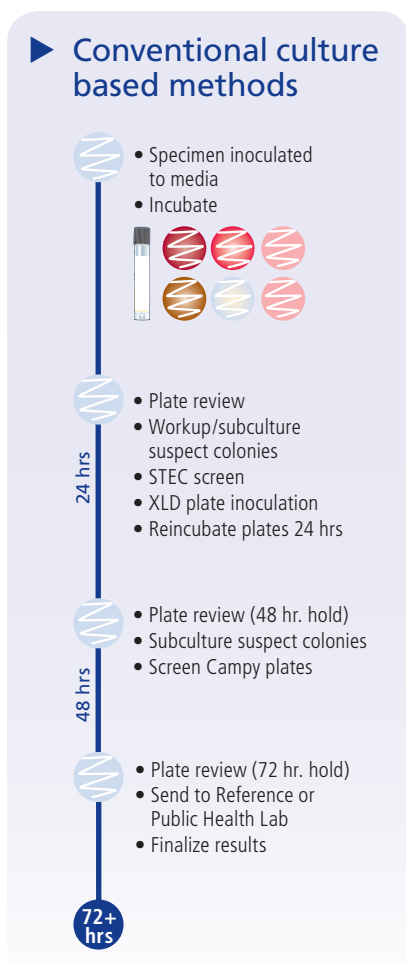 Conventional culture
based methods
• Specimen inoculated
to media
• Incubate
24 hrs
• Plate review
• Workup/subculture
suspect colonies
• STEC screen
• XLD plate inoculation
• Reincubate plates 24 hrs
48 hrs
• Plate review (48 hr. hold)
• Subculture suspect colonies
• Screen Campy plates
• Plate review (72 hr. hold)
• Send to Reference or
Public Health Lab
• Finalize results
72+
hrs